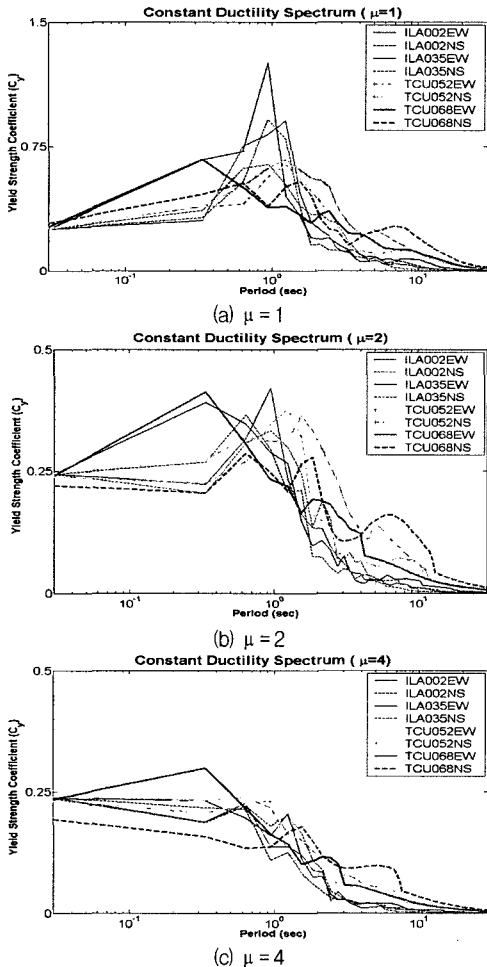 Constant Ductility Spectrum ( μ=1)
1.5
0.75
0
Yield Strength Coefficient (Cy)
ILA002EW
ILA002NS
ILA035EW
ILA035NS
TCU052EW
TCU052NS
TCU068EW
TCU068NS
10⁻¹
10⁰
10¹
Period (sec)
(a) μ = 1
Constant Ductility Spectrum ( μ=2)
0.5
0.25
0
Yield Strength Coefficient (Cy)
ILA002EW
ILA002NS
ILA035EW
ILA035NS
TCU052EW
TCU052NS
TCU068EW
TCU068NS
10⁻¹
10⁰
10¹
Period (sec)
(b) μ = 2
Constant Ductility Spectrum ( μ=4)
0.5
0.25
0
Yield Strength Coefficient (Cy)
ILA002EW
ILA002NS
ILA035EW
ILA035NS
TCU052EW
TCU052NS
TCU068EW
TCU068NS
10⁻¹
10⁰
10¹
Period (sec)
(c) μ = 4